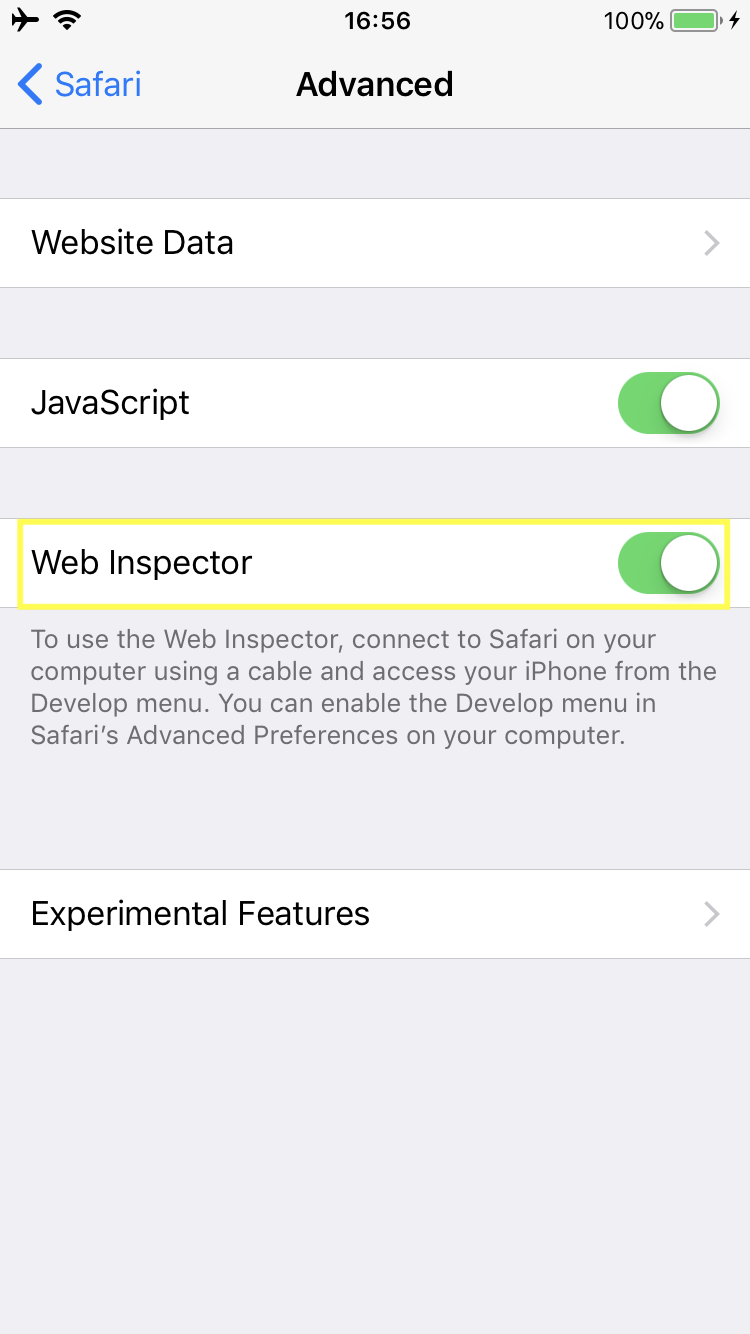 16:56 100%
Safari Advanced
Website Data
JavaScript
Web Inspector
To use the Web Inspector, connect to Safari on your
computer using a cable and access your iPhone from the
Develop menu. You can enable the Develop menu in
Safari’s Advanced Preferences on your computer.
Experimental Features